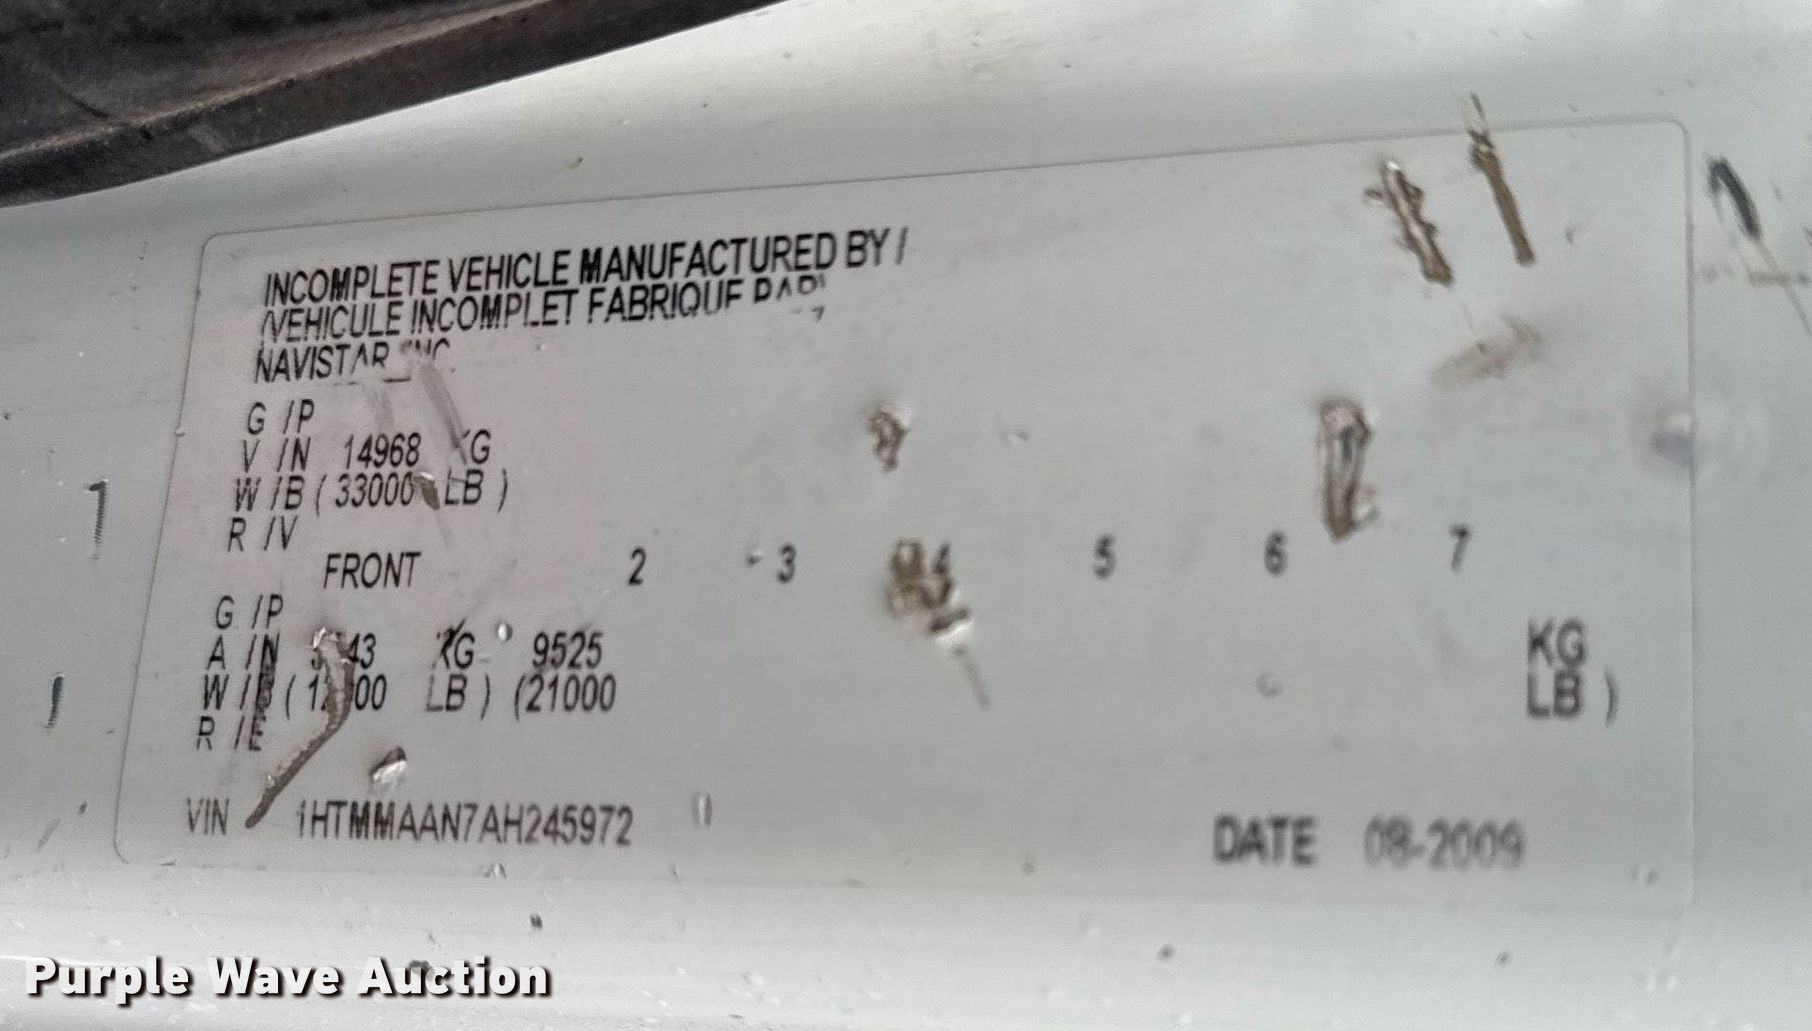 INCOMPLETE VEHICLE MANUFACTURED BY /
/VEHICULE INCOMPLET FABRIQUE PAR
NAVISTAR INC
G /P
V /N 14968 KG
W /B ( 33000 LB )
R /V
FRONT 2 3 4 5 6 7
G /P
A /N KG 9525 KG
W /B ( LB ) (21000 LB )
R /E
VIN 1HTMMAAN7AH245972 DATE 08-2009
Purple Wave Auction